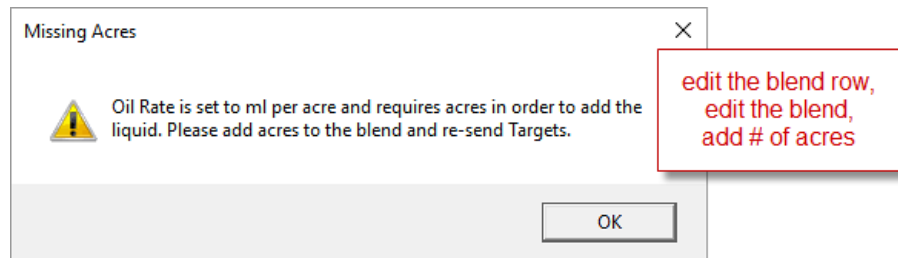 Missing Acres
Oil Rate is set to ml per acre and requires acres in order to add the
liquid. Please add acres to the blend and re-send Targets.
edit the blend row,
edit the blend,
add # of acres
OK